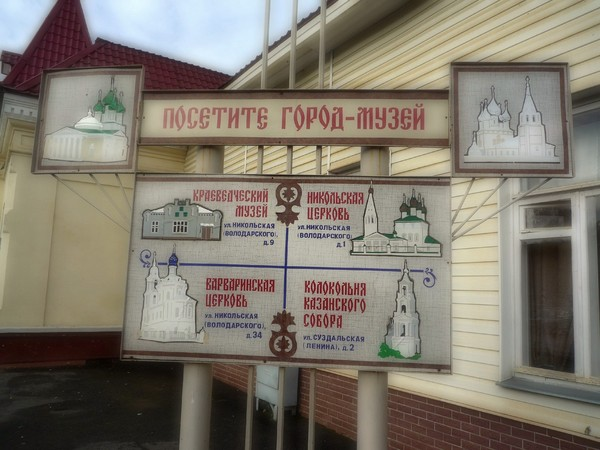 ПОСЕТИТЕ ГОРОД-МУЗЕЙ
КРАЕВЕДЧЕСКИЙ
МУЗЕЙ
УЛ. НИКОЛЬСКАЯ
(ВОЛОДАРСКОГО),
Д. 9
НИКОЛЬСКАЯ
ЦЕРКОВЬ
УЛ. НИКОЛЬСКАЯ
(ВОЛОДАРСКОГО)
Д. 1
ВАРВАРИНСКАЯ
ЦЕРКОВЬ
УЛ. НИКОЛЬСКАЯ
(ВОЛОДАРСКОГО),
Д. 34
КОЛОКОЛЬНЯ
КАЗАНСКОГО
СОБОРА
УЛ. СУЗДАЛЬСКАЯ
(ЛЕНИНА), Д. 2